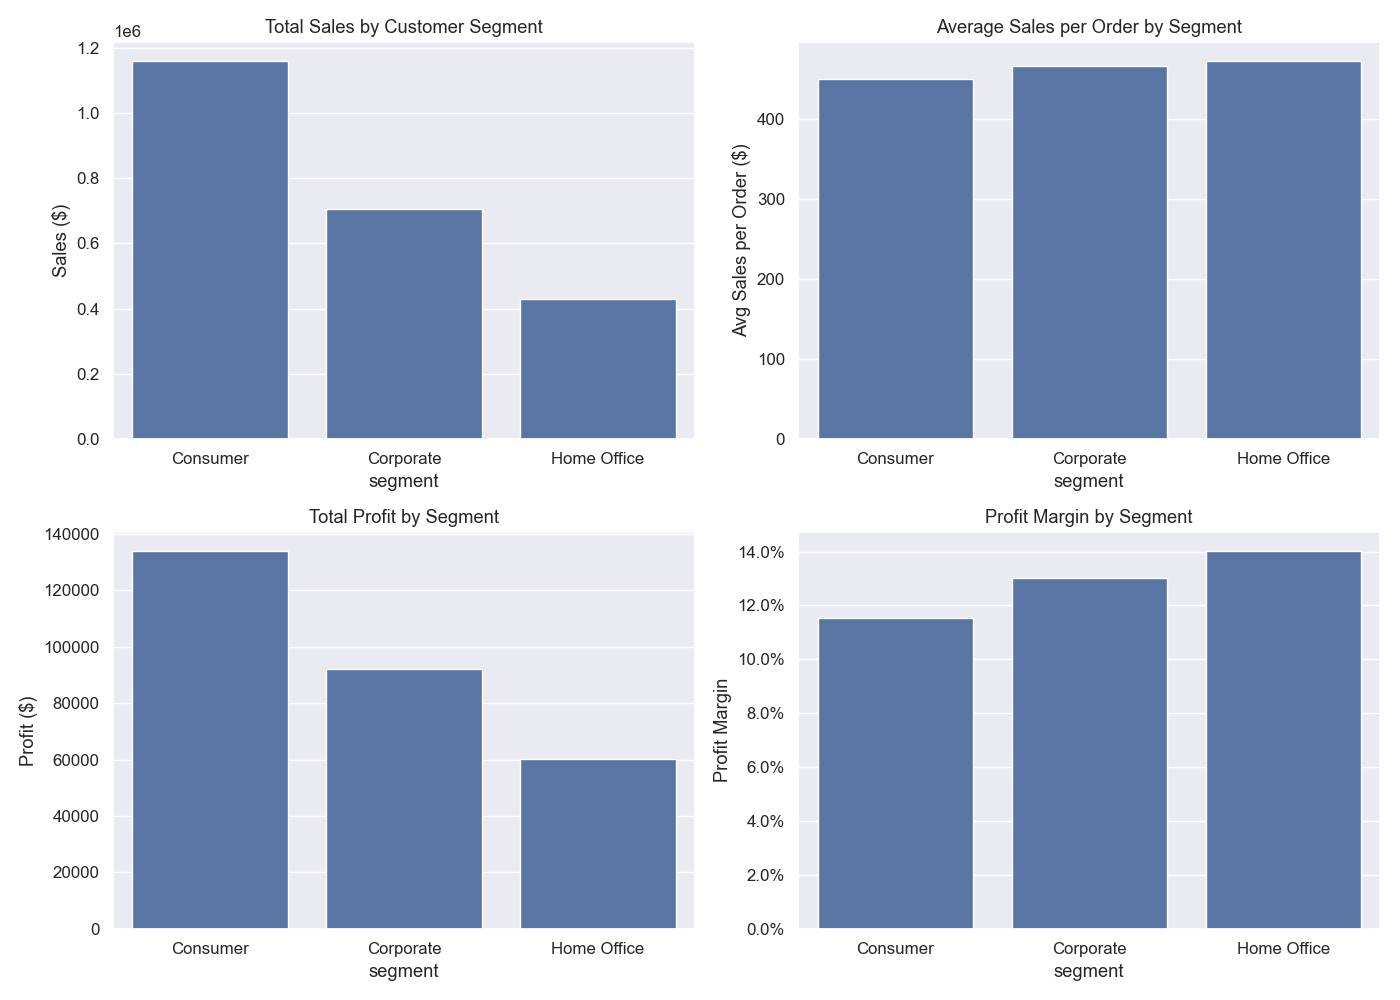 Total Sales by Customer Segment
1e6
1.2
1.0
0.8
0.6
0.4
0.2
0.0
Sales ($)
Consumer Corporate Home Office
segment
Average Sales per Order by Segment
400
300
200
100
0
Avg Sales per Order ($)
Consumer Corporate Home Office
segment
Total Profit by Segment
140000
120000
100000
80000
60000
40000
20000
0
Profit ($)
Consumer Corporate Home Office
segment
Profit Margin by Segment
14.0%
12.0%
10.0%
8.0%
6.0%
4.0%
2.0%
0.0%
Profit Margin
Consumer Corporate Home Office
segment